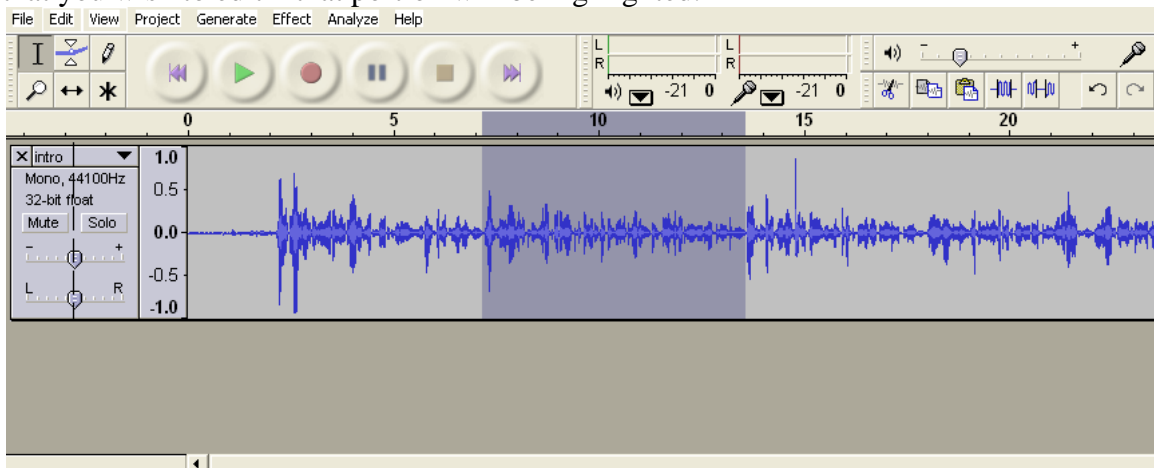 File Edit View Project Generate Effect Analyze Help
L
R
-21 0
L
R
-21 0
- +
0 5 10 15 20
intro
Mono, 44100Hz
32-bit float
Mute Solo
- +
L R
1.0
0.5
0.0
-0.5
-1.0